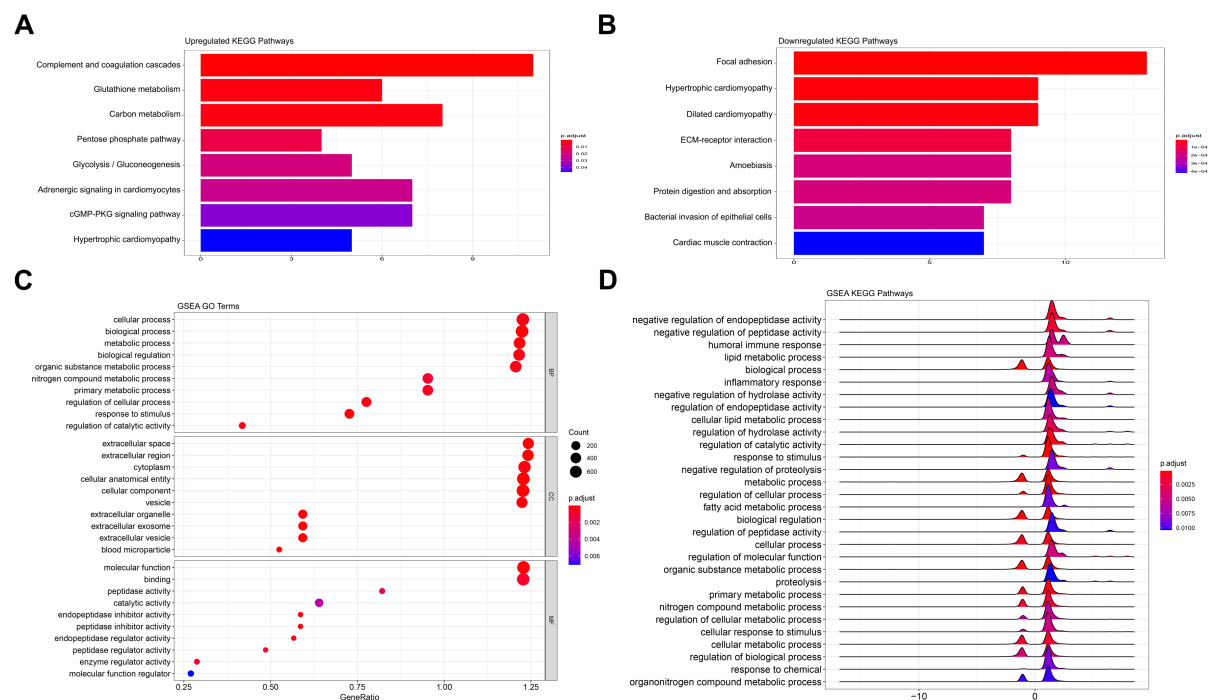 A
Upregulated KEGG Pathways
Complement and coagulation cascades
Glutathione metabolism
Carbon metabolism
Pentose phosphate pathway
Glycolysis / Gluconeogenesis
Adrenergic signaling in cardiomyocytes
cGMP-PKG signaling pathway
Hypertrophic cardiomyopathy
0 3 6 9
p.adjust
0.01
0.02
0.03
0.04
B
Downregulated KEGG Pathways
Focal adhesion
Hypertrophic cardiomyopathy
Dilated cardiomyopathy
ECM-receptor interaction
Amoebiasis
Protein digestion and absorption
Bacterial invasion of epithelial cells
Cardiac muscle contraction
0 5 10
p.adjust
1e-04
2e-04
3e-04
4e-04
C
GSEA GO Terms
cellular process
biological process
metabolic process
biological regulation
organic substance metabolic process
nitrogen compound metabolic process
primary metabolic process
regulation of cellular process
response to stimulus
regulation of catalytic activity
BP
extracellular space
extracellular region
cytoplasm
cellular anatomical entity
cellular component
vesicle
extracellular organelle
extracellular exosome
extracellular vesicle
blood microparticle
CC
molecular function
binding
peptidase activity
catalytic activity
endopeptidase inhibitor activity
peptidase inhibitor activity
endopeptidase regulator activity
peptidase regulator activity
enzyme regulator activity
molecular function regulator
MF
0.25 0.50 0.75 1.00 1.25
GeneRatio
Count
200
400
600
p.adjust
0.002
0.004
0.006
D
GSEA KEGG Pathways
negative regulation of endopeptidase activity
negative regulation of peptidase activity
humoral immune response
lipid metabolic process
biological process
inflammatory response
negative regulation of hydrolase activity
regulation of endopeptidase activity
cellular lipid metabolic process
regulation of hydrolase activity
regulation of catalytic activity
response to stimulus
negative regulation of proteolysis
metabolic process
regulation of cellular process
fatty acid metabolic process
biological regulation
regulation of peptidase activity
cellular process
regulation of molecular function
organic substance metabolic process
proteolysis
primary metabolic process
nitrogen compound metabolic process
regulation of cellular metabolic process
cellular response to stimulus
cellular metabolic process
regulation of biological process
response to chemical
organonitrogen compound metabolic process
−10 0
p.adjust
0.0025
0.0050
0.0075
0.0100